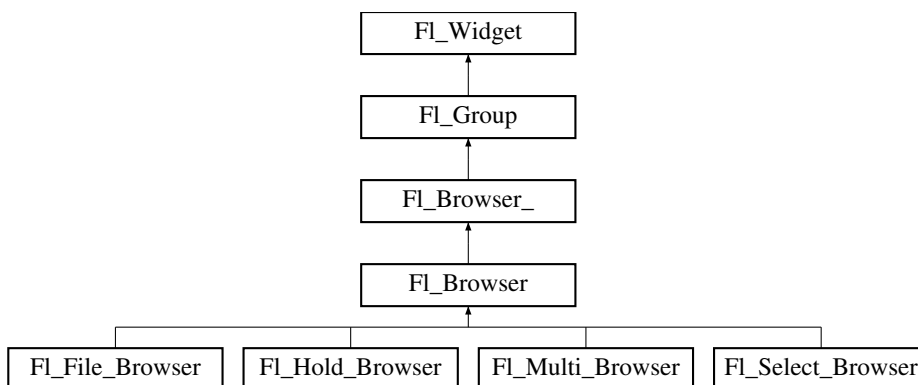 Fl_Widget
Fl_Group
Fl_Browser_
Fl_Browser
Fl_File_Browser
Fl_Hold_Browser
Fl_Multi_Browser
Fl_Select_Browser